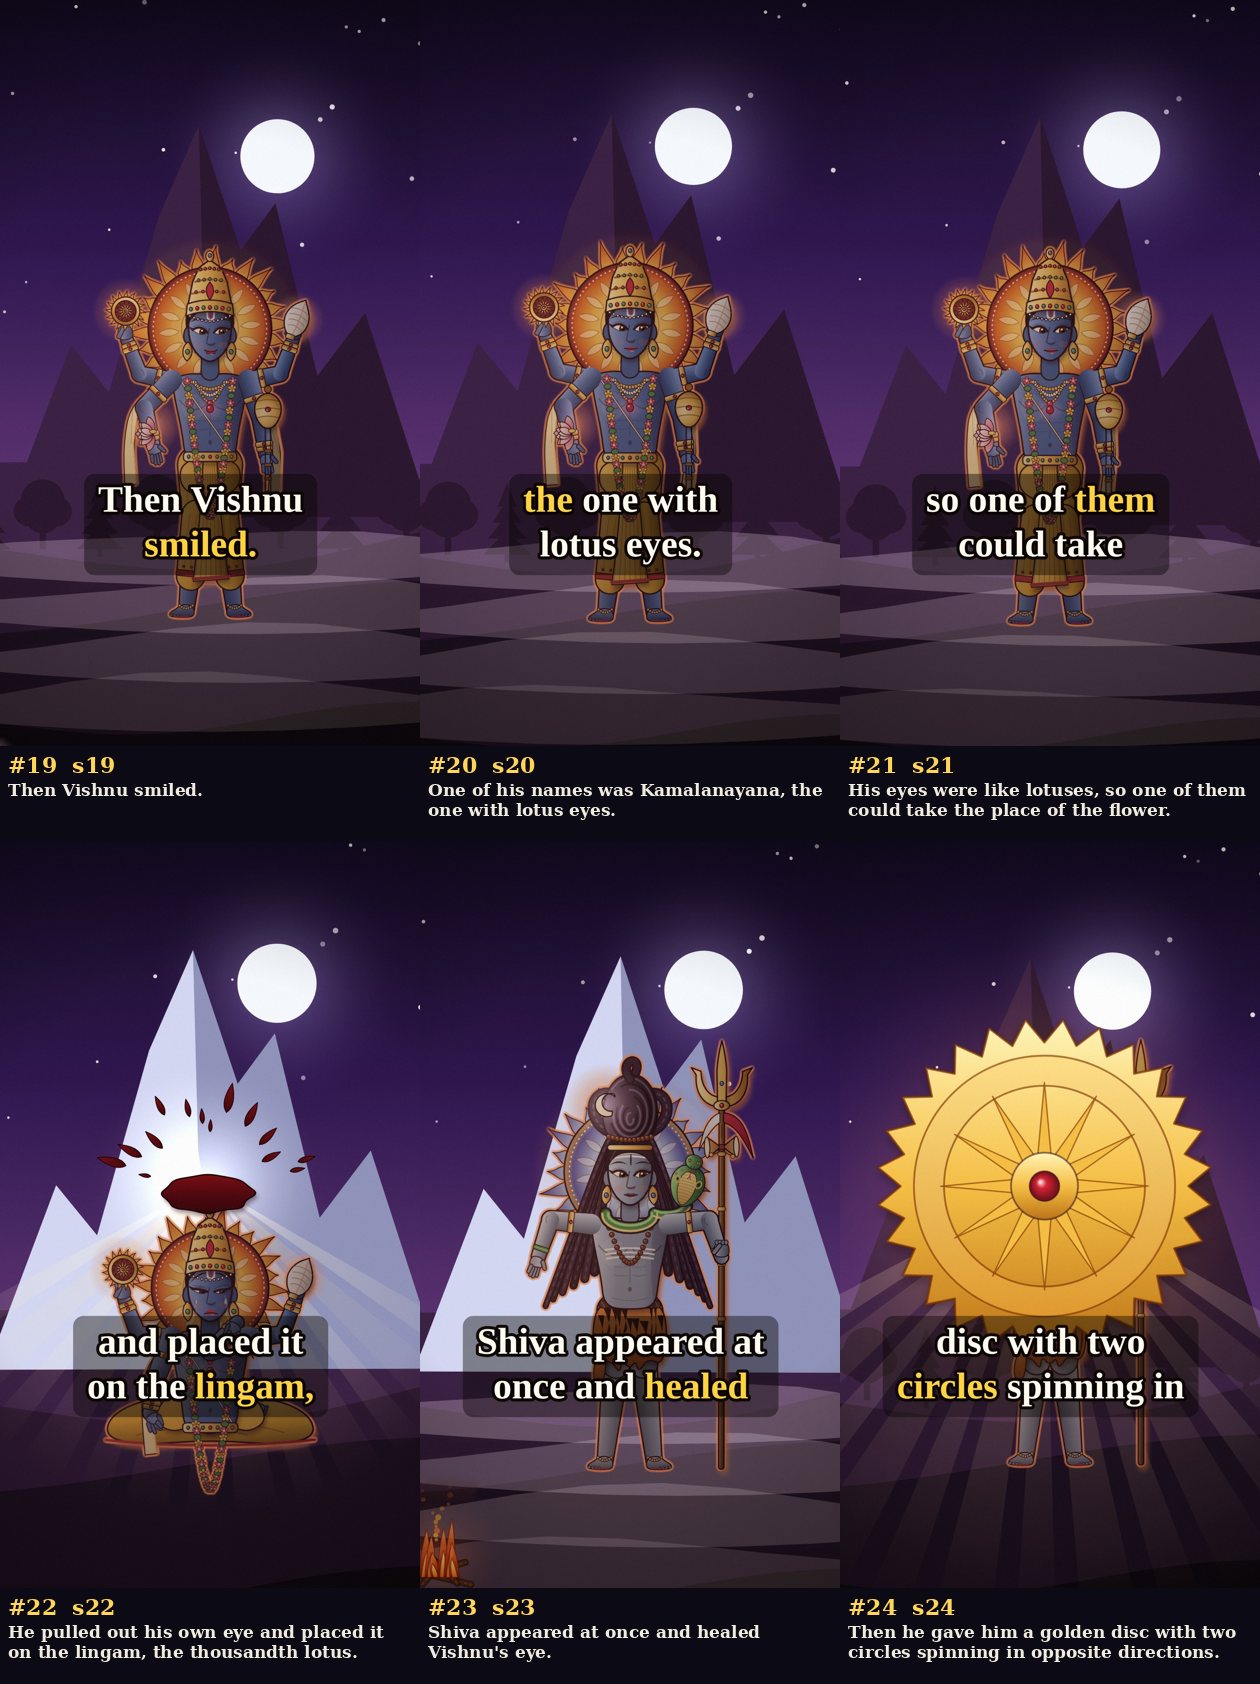 Then Vishnu
smiled.
the one with
lotus eyes.
so one of them
could take
#19 s19
Then Vishnu smiled.
#20 s20
One of his names was Kamalanayana, the
one with lotus eyes.
#21 s21
His eyes were like lotuses, so one of them
could take the place of the flower.
and placed it
on the lingam,
Shiva appeared at
once and healed
disc with two
circles spinning in
#22 s22
He pulled out his own eye and placed it
on the lingam, the thousandth lotus.
#23 s23
Shiva appeared at once and healed
Vishnu's eye.
#24 s24
Then he gave him a golden disc with two
circles spinning in opposite directions.